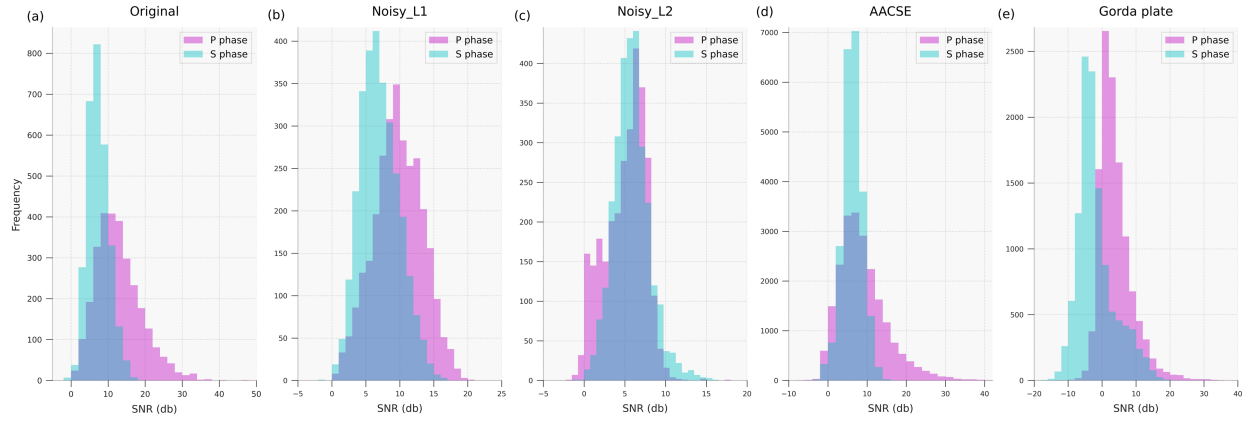 (a)
Original
P phase
S phase
Frequency
800
700
600
500
400
300
200
100
0
0
10
20
30
40
50
SNR (db)
(b)
Noisy_L1
P phase
S phase
400
350
300
250
200
150
100
50
0
−5
0
5
10
15
20
25
SNR (db)
(c)
Noisy_L2
P phase
S phase
400
350
300
250
200
150
100
50
0
−5
0
5
10
15
20
SNR (db)
(d)
AACSE
P phase
S phase
7000
6000
5000
4000
3000
2000
1000
0
−10
0
10
20
30
40
SNR (db)
(e)
Gorda plate
P phase
S phase
2500
2000
1500
1000
500
0
−20
−10
0
10
20
30
40
SNR (db)